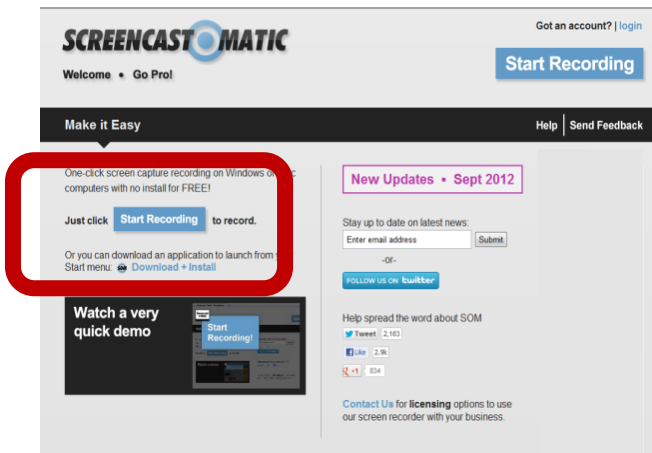 SCREENCAST MATIC
Got an account? | login
Welcome • Go Pro!
Start Recording
Make it Easy
Help | Send Feedback
One-click screen capture recording on Windows
computers with no install for FREE!
Just click Start Recording to record.
Or you can download an application to launch from
Start menu: Download + Install
Watch a very
quick demo
Start
Recording!
New Updates • Sept 2012
Stay up to date on latest news:
Enter email address Submit
-or-
FOLLOW US ON twitter
Help spread the word about SOM
Tweet 2,163
Like 2.9k
+1 834
Contact Us for licensing options to use
our screen recorder with your business.